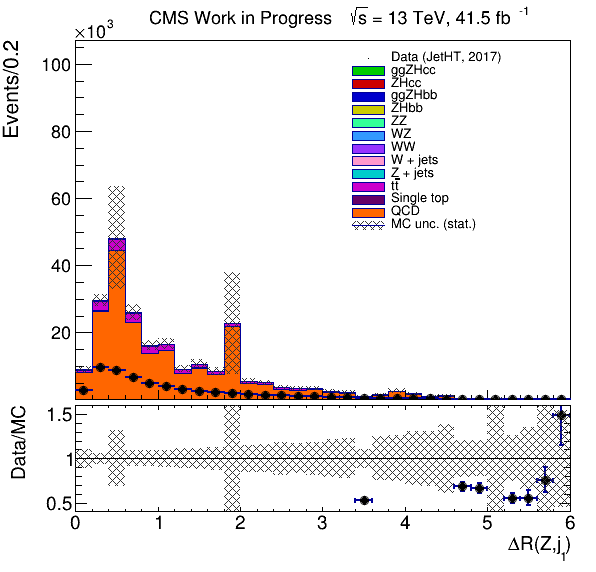 CMS Work in Progress √s = 13 TeV, 41.5 fb⁻¹
×10³
Events/0.2
100
80
60
40
20
Data (JetHT, 2017)
ggZHcc
ZHcc
ggZHbb
ZHbb
ZZ
WZ
WW
W + jets
Z + jets
tt̄
Single top
QCD
MC unc. (stat.)
Data/MC
1.5
1
0.5
0 1 2 3 4 5 6
ΔR(Z,j₁)